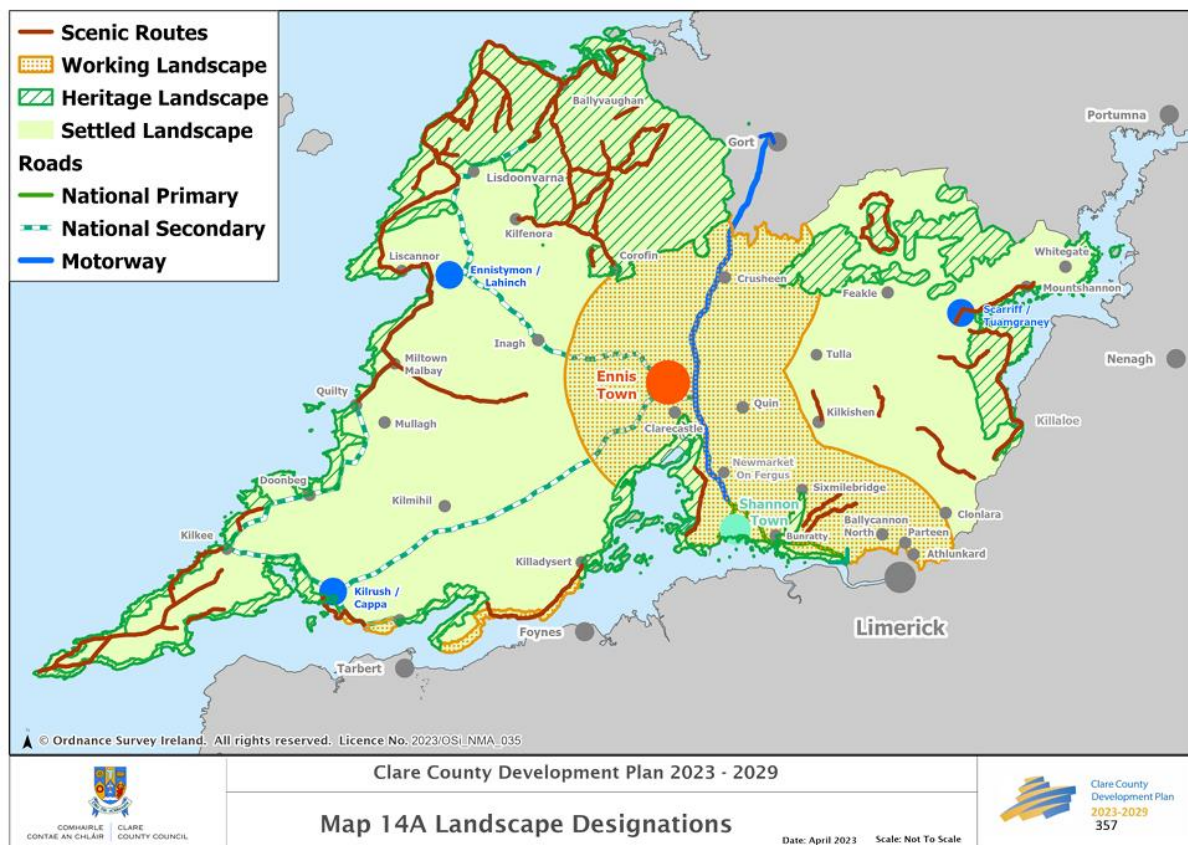 Scenic Routes
Working Landscape
Heritage Landscape
Settled Landscape
Roads
National Primary
National Secondary
Motorway
Ballyvaughan
Portumna
Gort
Lisdoonvarna
Kilfenora
Whitegate
Liscannor
Ennistymon /
Lahinch
Corofin
Crusheen
Feakle
Mountshannon
Scarriff /
Tuamgraney
Inagh
Tulla
Nenagh
Miltown
Malbay
Ennis
Town
Quilty
Quin
Kilkishen
Mullagh
Clarecastle
Killaloe
Newmarket
On Fergus
Doonbeg
Sixmilebridge
Kilmihil
Shannon
Town
Ballycannon
North
Clonlara
Parteen
Kilkee
Bunratty
Athlunkard
Killadysert
Kilrush /
Cappa
Foynes
Limerick
Tarbert
© Ordnance Survey Ireland. All rights reserved. Licence No. 2023/OSi_NMA_035
Clare County Development Plan 2023 - 2029
Map 14A Landscape Designations
Date: April 2023 Scale: Not To Scale
COMHAIRLE CLARE
CONTAE AN CHLÁIR COUNTY COUNCIL
Clare County
Development Plan
2023-2029
357